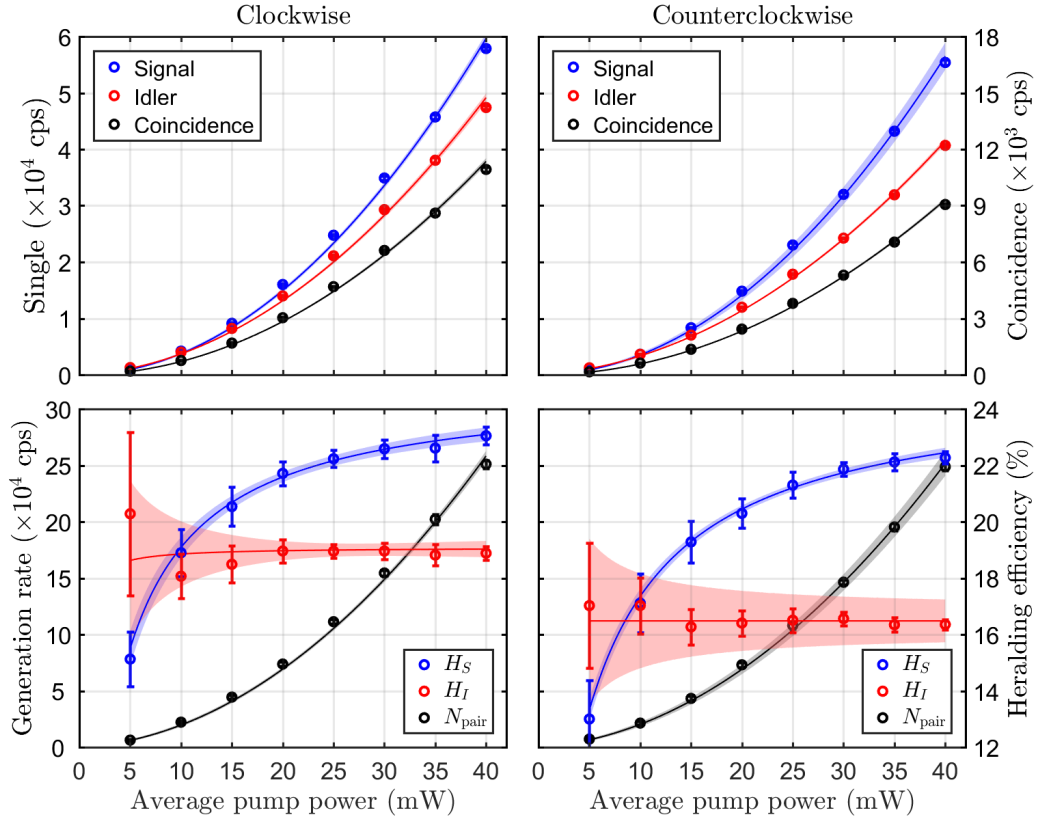 Clockwise
Counterclockwise
Single (×10⁴ cps)
6
5
4
3
2
1
0
Signal
Idler
Coincidence
Signal
Idler
Coincidence
18
15
12
9
6
3
0
Coincidence (×10³ cps)
Generation rate (×10⁴ cps)
30
25
20
15
10
5
0
H_S
H_I
N_pair
H_S
H_I
N_pair
24
22
20
18
16
14
12
Heralding efficiency (%)
0 5 10 15 20 25 30 35 40
0 5 10 15 20 25 30 35 40
Average pump power (mW)
Average pump power (mW)